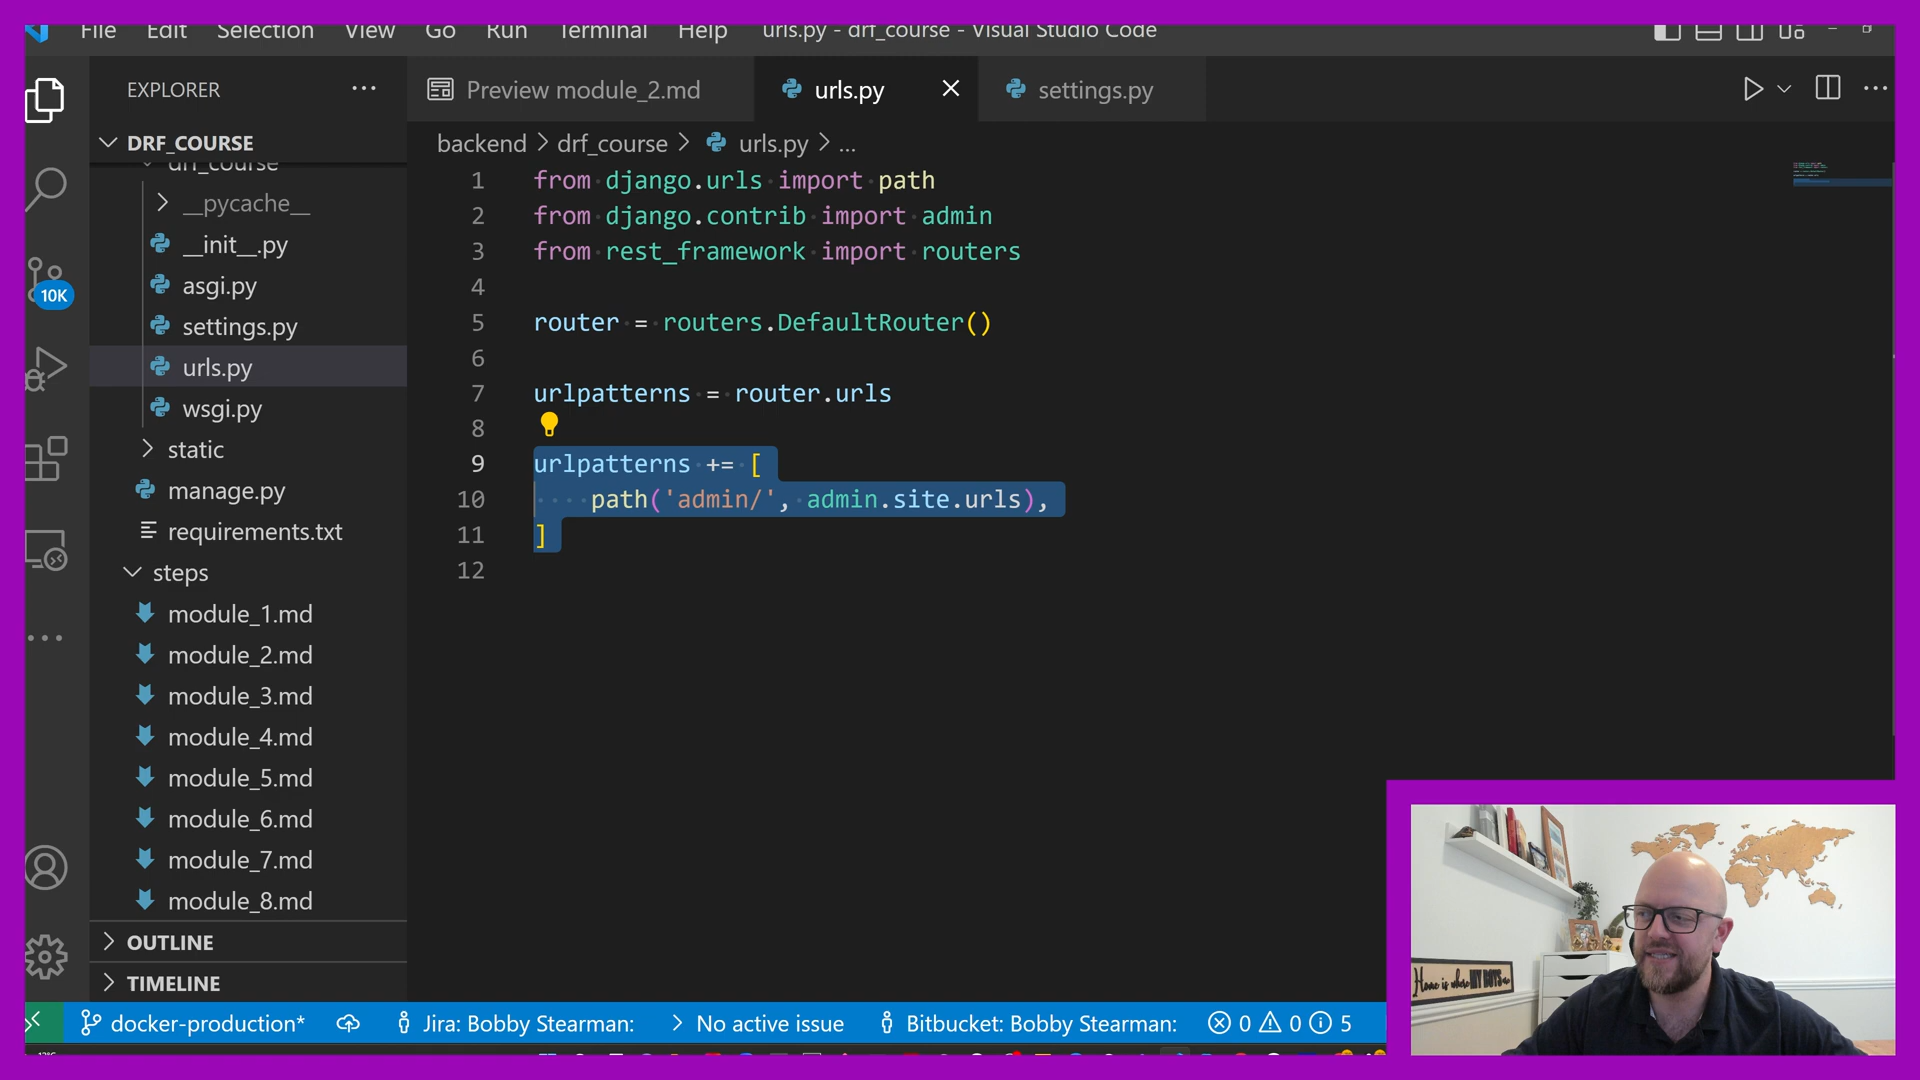 File Edit Selection View Go Run Terminal Help urls.py - drf_course - Visual Studio Code
EXPLORER
Preview module_2.md
urls.py
settings.py
DRF_COURSE
backend > drf_course > urls.py > ...
drf_course
__pycache__
__init__.py
asgi.py
settings.py
urls.py
wsgi.py
static
manage.py
requirements.txt
steps
module_1.md
module_2.md
module_3.md
module_4.md
module_5.md
module_6.md
module_7.md
module_8.md
OUTLINE
TIMELINE
10K
1 from django.urls import path
2 from django.contrib import admin
3 from rest_framework import routers
4
5 router = routers.DefaultRouter()
6
7 urlpatterns = router.urls
8
9 urlpatterns += [
10 path('admin/', admin.site.urls),
11 ]
12
docker-production* Jira: Bobby Stearman: No active issue Bitbucket: Bobby Stearman: 0 0 5
Home is where MY BOYS